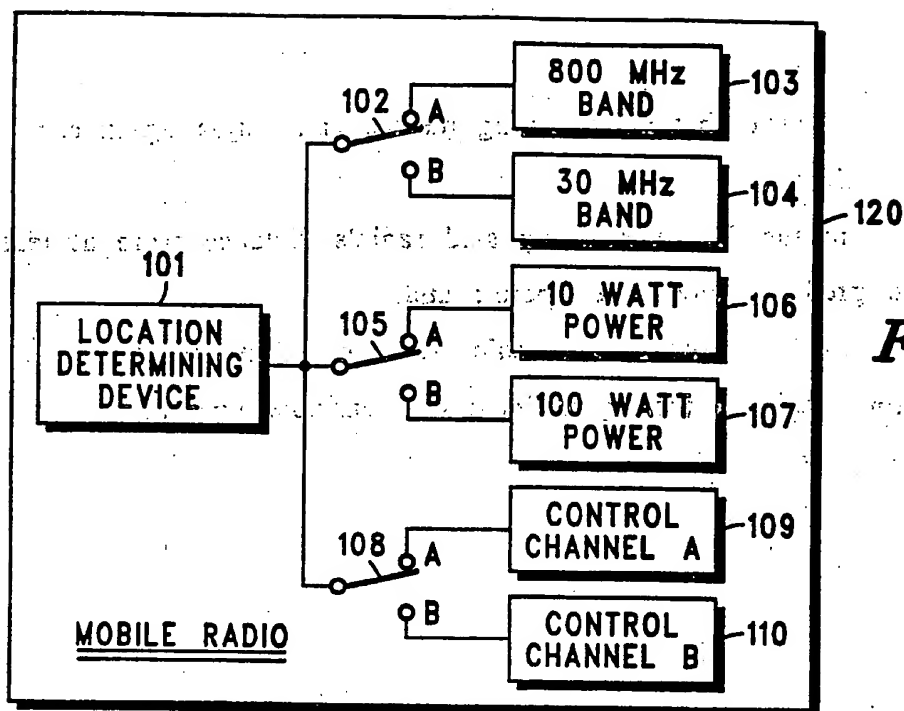 800 MHz
BAND
103
102
A
B
30 MHz
BAND
104
120
101
LOCATION
DETERMINING
DEVICE
105
A
B
10 WATT
POWER
106
F
100 WATT
POWER
107
108
A
B
CONTROL
CHANNEL A
109
MOBILE RADIO
CONTROL
CHANNEL B
110